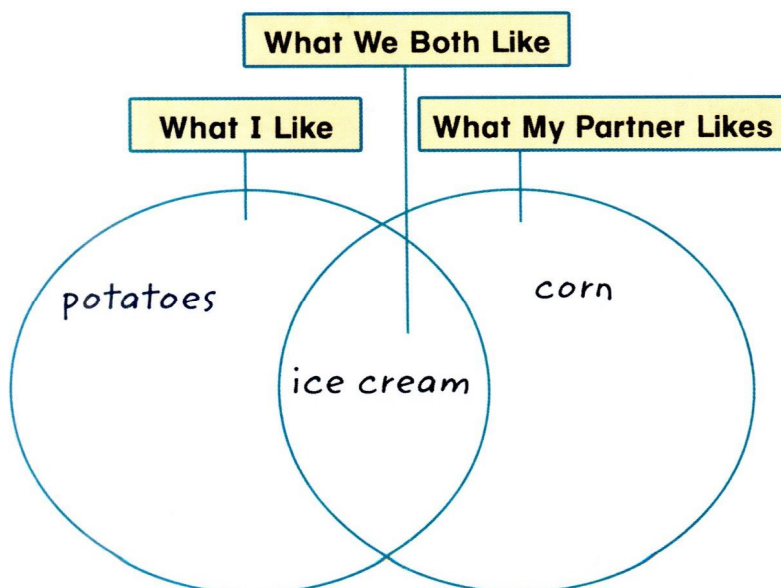 What We Both Like
What I Like
What My Partner Likes
potatoes
corn
ice cream